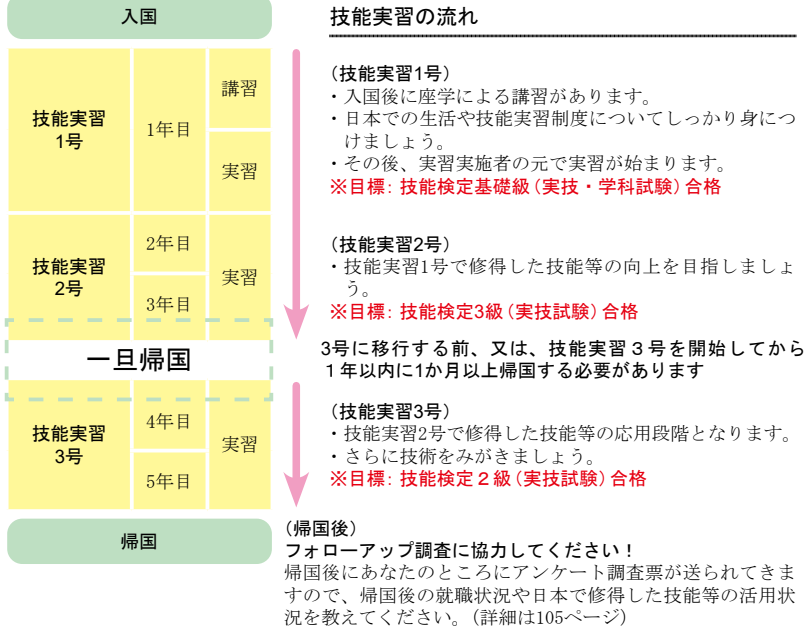 入国
技能実習
1号
1年目
講習
実習
技能実習
2号
2年目
3年目
実習
一旦帰国
技能実習
3号
4年目
5年目
実習
帰国
技能実習の流れ
（技能実習1号）
・入国後に座学による講習があります。
・日本での生活や技能実習制度についてしっかり身につ
けましょう。
・その後、実習実施者の元で実習が始まります。
※目標：技能検定基礎級（実技・学科試験）合格
（技能実習2号）
・技能実習1号で修得した技能等の向上を目指しましょ
う。
※目標：技能検定3級（実技試験）合格
3号に移行する前、又は、技能実習３号を開始してから
１年以内に1か月以上帰国する必要があります
（技能実習3号）
・技能実習2号で修得した技能等の応用段階となります。
・さらに技術をみがきましょう。
※目標：技能検定２級（実技試験）合格
（帰国後）
フォローアップ調査に協力してください！
帰国後にあなたのところにアンケート調査票が送られてきま
すので、帰国後の就職状況や日本で修得した技能等の活用状
況を教えてください。（詳細は105ページ）